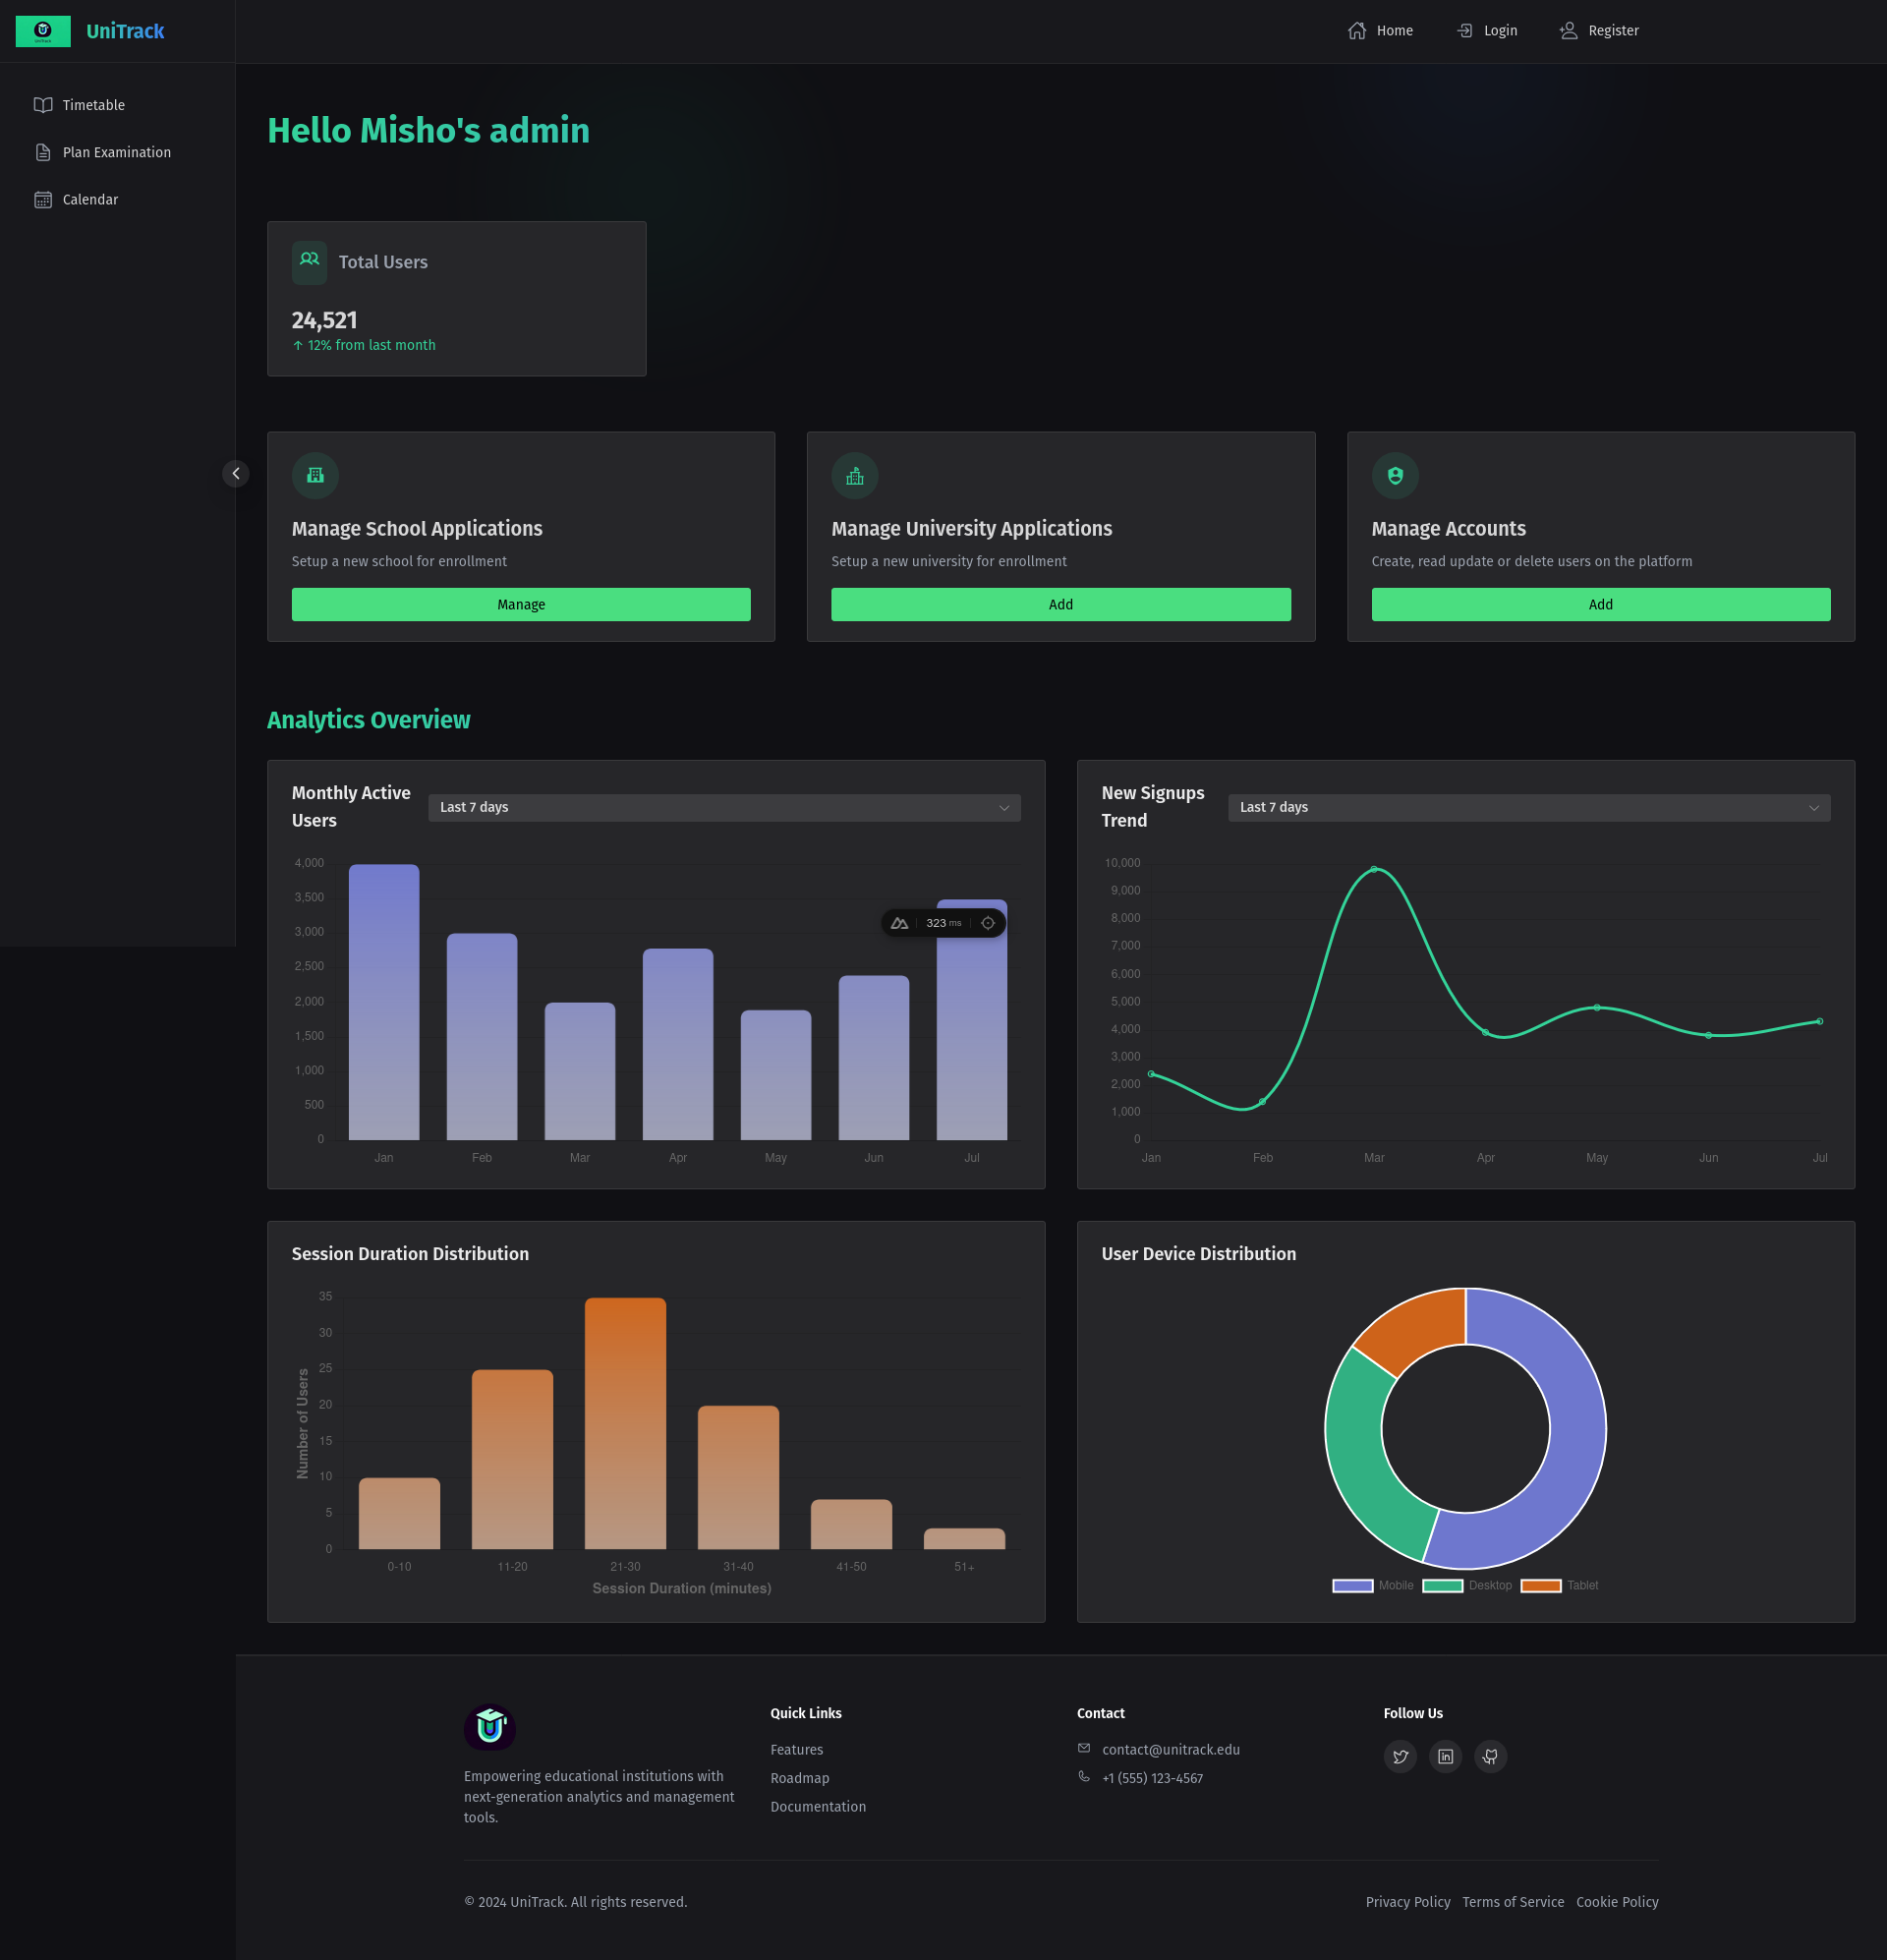 UniTrack
Home
Login
Register
Timetable
Plan Examination
Calendar
Hello Misho's admin
Total Users
24,521
↑ 12% from last month
Manage School Applications
Setup a new school for enrollment
Manage
Manage University Applications
Setup a new university for enrollment
Add
Manage Accounts
Create, read update or delete users on the platform
Add
Analytics Overview
Monthly Active
Users
Last 7 days
4,000
3,500
3,000
2,500
2,000
1,500
1,000
500
0
Jan Feb Mar Apr May Jun Jul
323 ms
New Signups
Trend
Last 7 days
10,000
9,000
8,000
7,000
6,000
5,000
4,000
3,000
2,000
1,000
0
Jan Feb Mar Apr May Jun Jul
Session Duration Distribution
Number of Users
35
30
25
20
15
10
5
0
0-10 11-20 21-30 31-40 41-50 51+
Session Duration (minutes)
User Device Distribution
Mobile Desktop Tablet
Empowering educational institutions with
next-generation analytics and management
tools.
Quick Links
Features
Roadmap
Documentation
Contact
contact@unitrack.edu
+1 (555) 123-4567
Follow Us
© 2024 UniTrack. All rights reserved.
Privacy Policy Terms of Service Cookie Policy